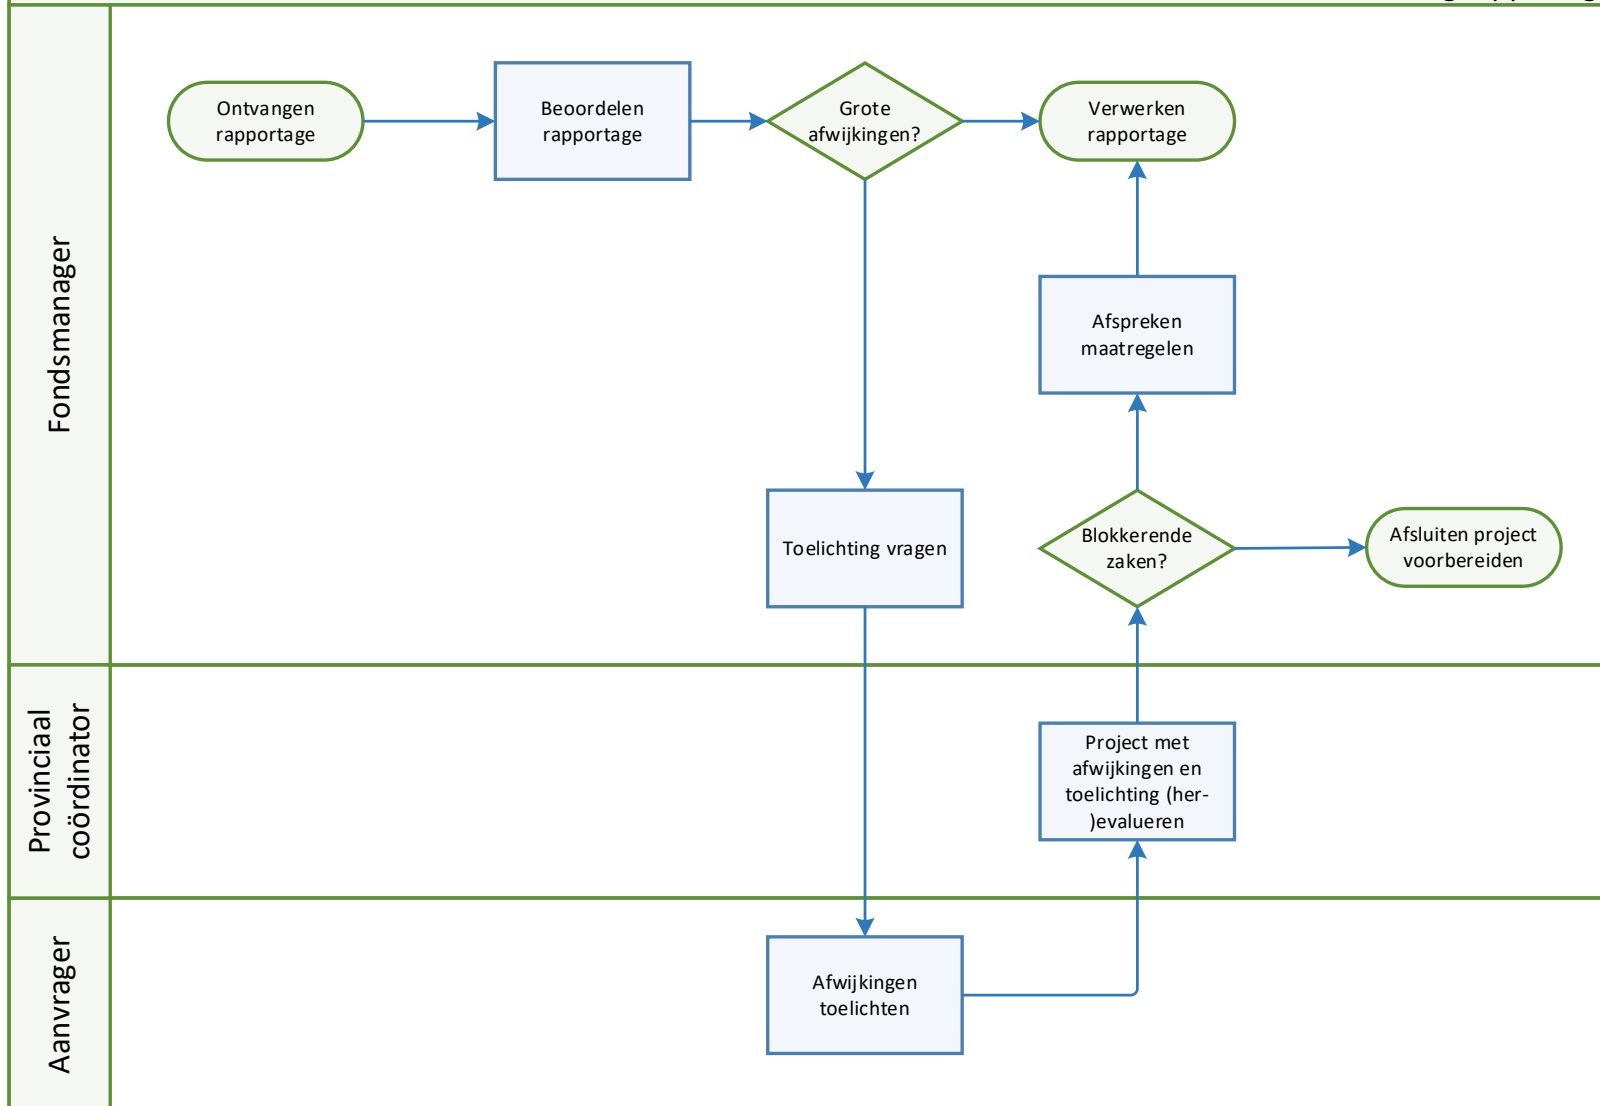 Fondsmanager
Ontvangen
rapportage
Beoordelen
rapportage
Grote
afwijkingen?
Verwerken
rapportage
Afspreken
maatregelen
Toelichting vragen
Blokkerende
zaken?
Afsluiten project
voorbereiden
Provinciaal
coördinator
Project met
afwijkingen en
toelichting (her-
)evalueren
Aanvrager
Afwijkingen
toelichten